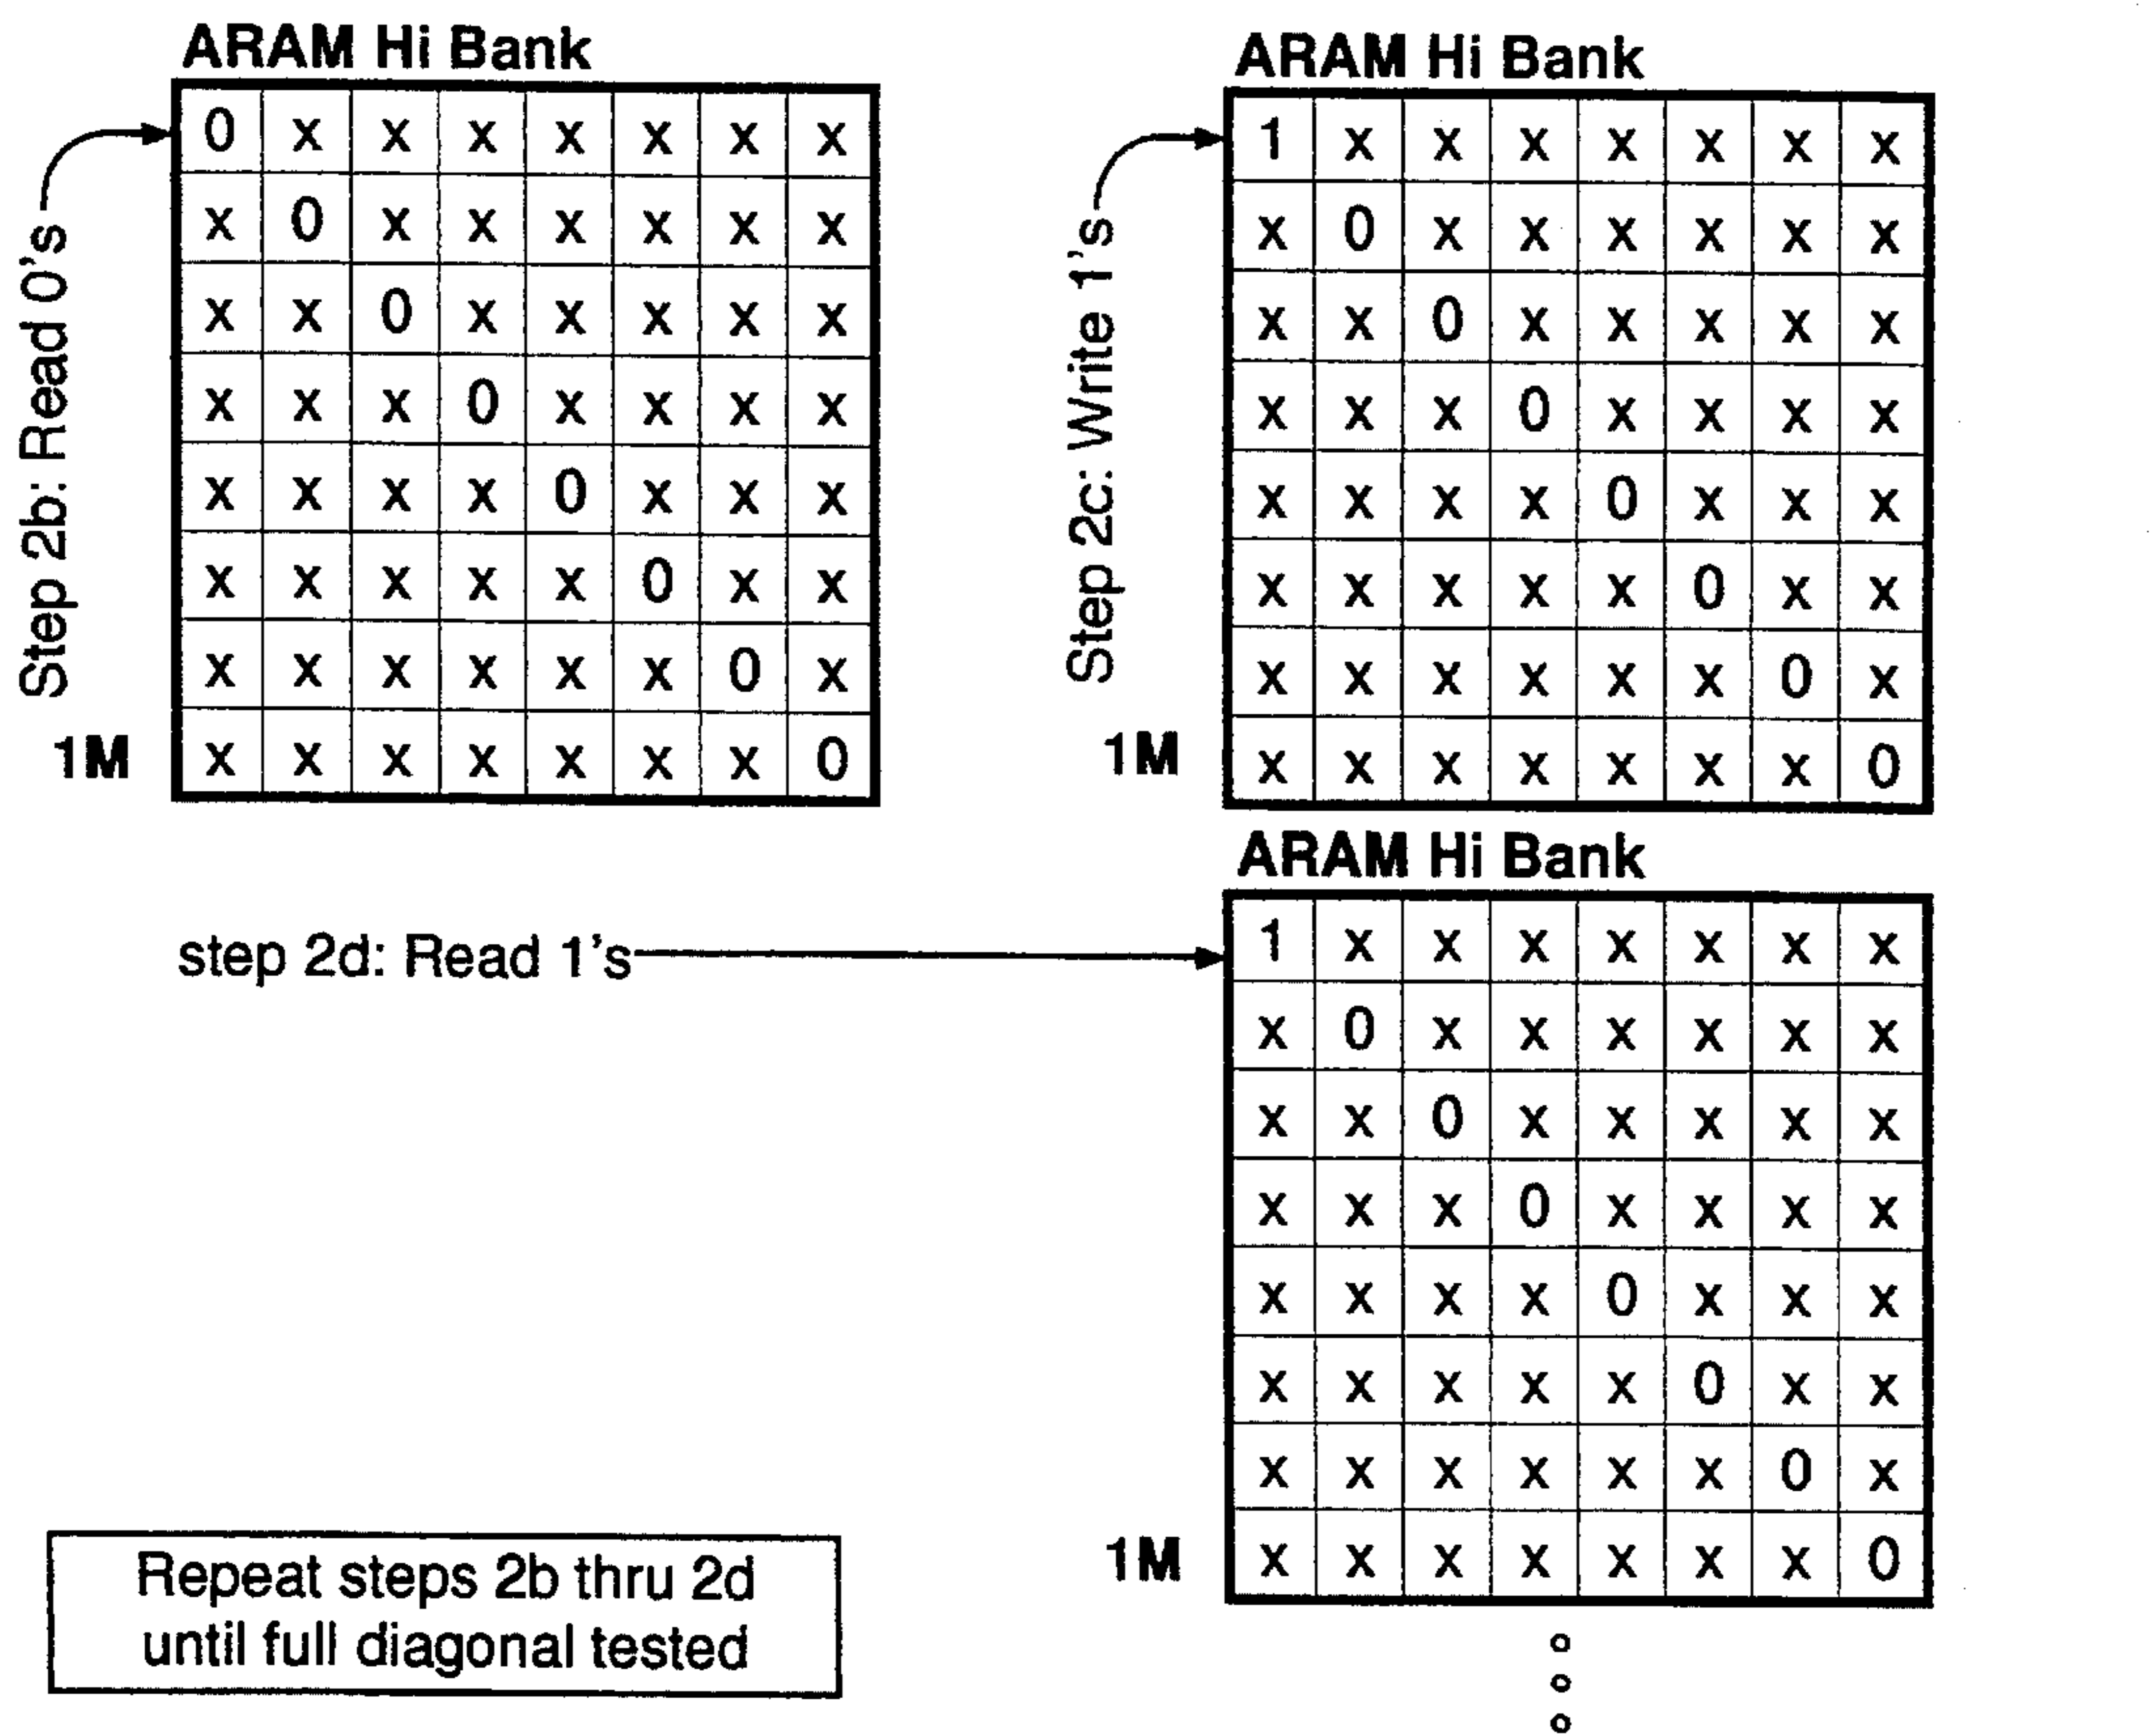 ARAM Hi Bank
Step 2b: Read 0's
0 x x x x x x x
x 0 x x x x x x
x x 0 x x x x x
x x x 0 x x x x
x x x x 0 x x x
x x x x x 0 x x
x x x x x x 0 x
1M x x x x x x x 0
ARAM Hi Bank
Step 2c: Write 1's
1 x x x x x x x
x 0 x x x x x x
x x 0 x x x x x
x x x 0 x x x x
x x x x 0 x x x
x x x x x 0 x x
x x x x x x 0 x
1M x x x x x x x 0
ARAM Hi Bank
step 2d: Read 1's
1 x x x x x x x
x 0 x x x x x x
x x 0 x x x x x
x x x 0 x x x x
x x x x 0 x x x
x x x x x 0 x x
x x x x x x 0 x
1M x x x x x x x 0
Repeat steps 2b thru 2d
until full diagonal tested